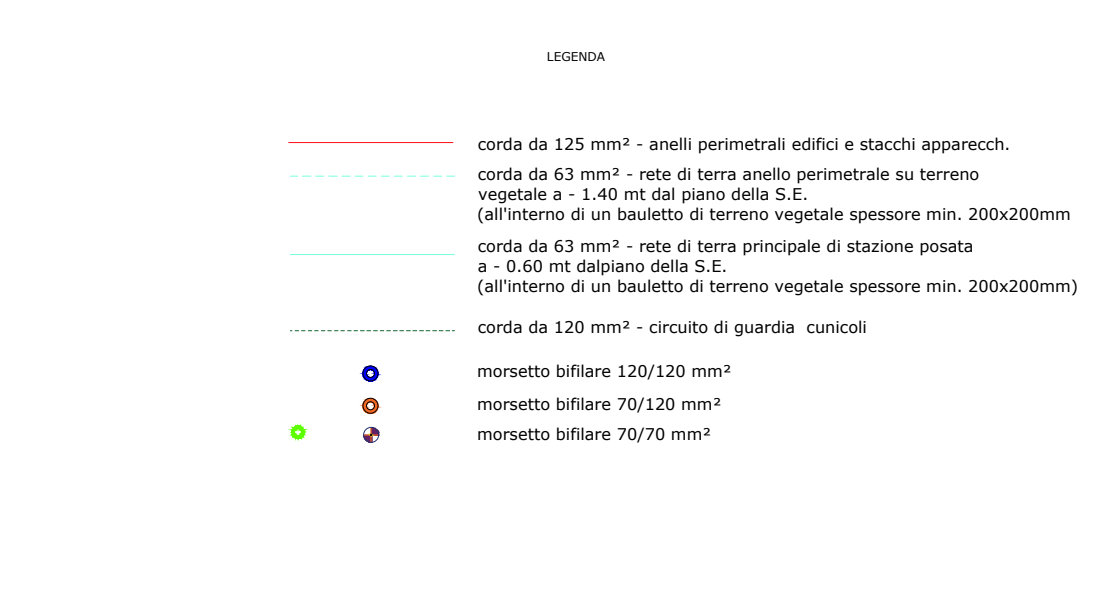 LEGENDA
corda da 125 mm² - anelli perimetrali edifici e stacchi apparecch.
corda da 63 mm² - rete di terra anello perimetrale su terreno
vegetale a - 1.40 mt dal piano della S.E.
(all'interno di un bauletto di terreno vegetale spessore min. 200x200mm
corda da 63 mm² - rete di terra principale di stazione posata
a - 0.60 mt dalpiano della S.E.
(all'interno di un bauletto di terreno vegetale spessore min. 200x200mm)
corda da 120 mm² - circuito di guardia  cunicoli
morsetto bifilare 120/120 mm²
morsetto bifilare 70/120 mm²
morsetto bifilare 70/70 mm²